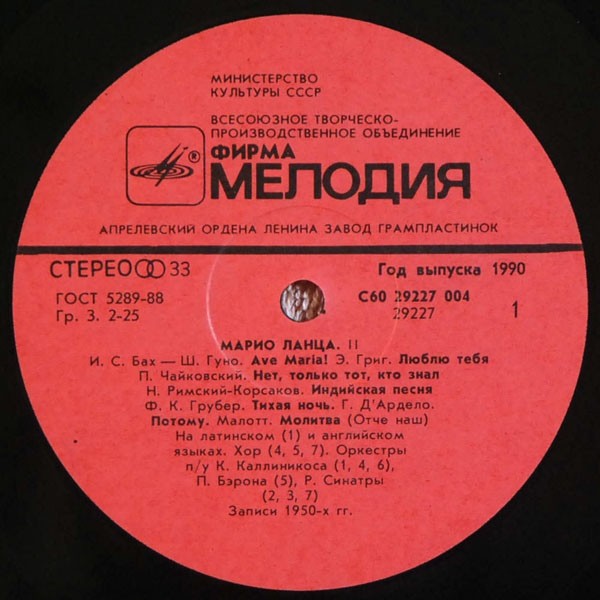 МИНИСТЕРСТВО
КУЛЬТУРЫ СССР
ВСЕСОЮЗНОЕ ТВОРЧЕСКО-
ПРОИЗВОДСТВЕННОЕ ОБЪЕДИНЕНИЕ
®
ФИРМА
МЕЛОДИЯ
АПРЕЛЕВСКИЙ ОРДЕНА ЛЕНИНА ЗАВОД ГРАМПЛАСТИНОК
СТЕРЕО 33
Год выпуска 1990
ГОСТ 5289-88
С60 29227 004
Гр. 3. 2-25
29227
1
МАРИО ЛАНЦА. II
И. С. Бах — Ш. Гуно. Ave Maria! Э. Григ. Люблю тебя
П. Чайковский. Нет, только тот, кто знал
Н. Римский-Корсаков. Индийская песня
Ф. К. Грубер. Тихая ночь. Г. Д'Ардело.
Потому. Малотт. Молитва (Отче наш)
На латинском (1) и английском
языках. Хор (4, 5, 7). Оркестры
п/у К. Каллиникоса (1, 4, 6),
П. Бэрона (5), Р. Синатры
(2, 3, 7)
Записи 1950-х гг.